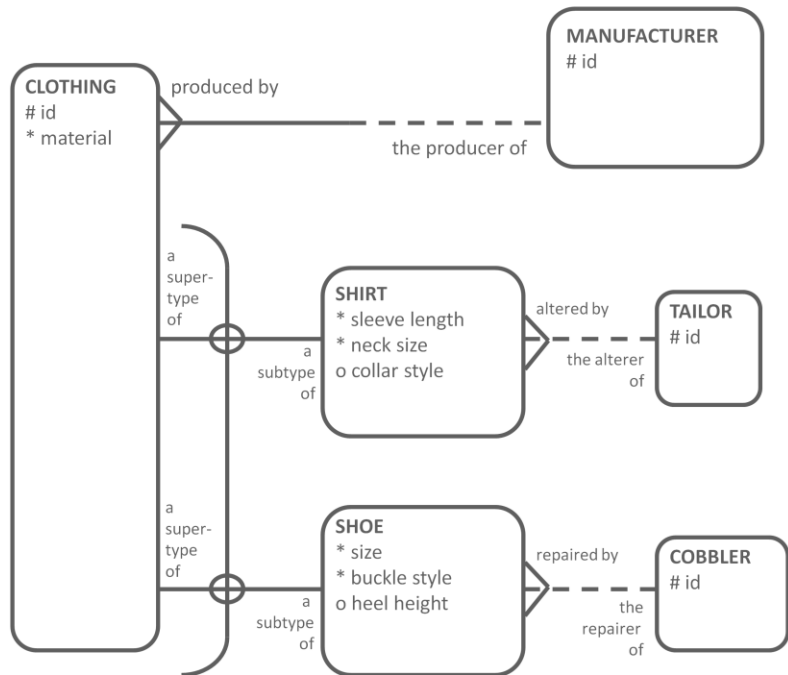 MANUFACTURER
# id
CLOTHING
# id
* material
produced by
the producer of
a
super-
type
of
SHIRT
* sleeve length
* neck size
o collar style
a
subtype
of
altered by
the alterer
of
TAILOR
# id
a
super-
type
of
SHOE
* size
* buckle style
o heel height
a
subtype
of
repaired by
the
repairer
of
COBBLER
# id